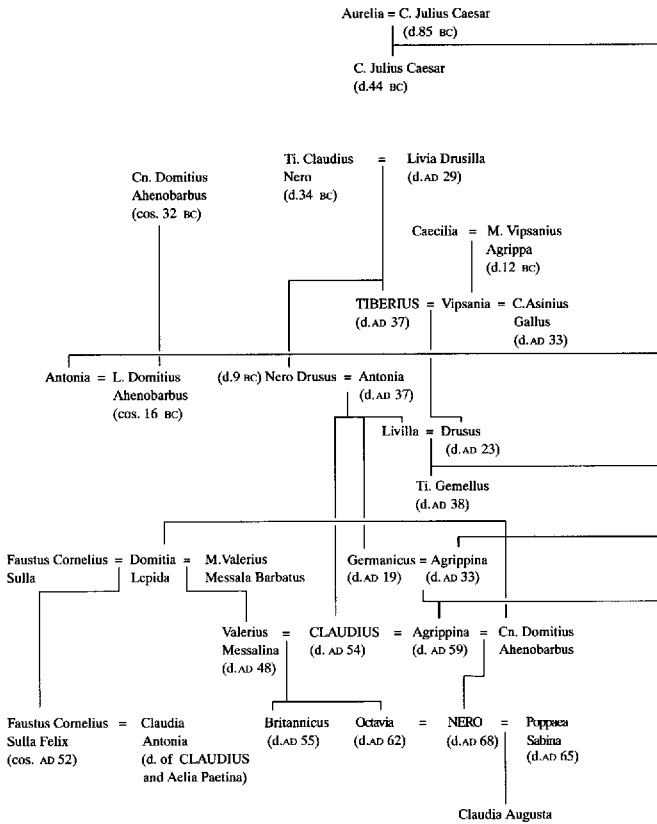 Aurelia = C. Julius Caesar
(d.85 BC)
C. Julius Caesar
(d.44 BC)
Ti. Claudius = Livia Drusilla
Nero (d.AD 29)
(d.34 BC)
Cn. Domitius
Ahenobarbus
(cos. 32 BC)
Caecilia = M. Vipsanius
Agrippa
(d.12 BC)
TIBERIUS = Vipsania = C.Asinius
(d.AD 37) Gallus
(d.AD 33)
Antonia = L. Domitius
Ahenobarbus
(cos. 16 BC)
(d.9 BC) Nero Drusus = Antonia
(d.AD 37)
Livilla = Drusus
(d.AD 23)
Ti. Gemellus
(d.AD 38)
Faustus Cornelius = Domitia = M.Valerius
Sulla Lepida Messala Barbatus
Germanicus = Agrippina
(d.AD 19) (d.AD 33)
Valerius = CLAUDIUS = Agrippina = Cn. Domitius
Messalina (d. AD 54) (d. AD 59) Ahenobarbus
(d.AD 48)
Faustus Cornelius = Claudia
Sulla Felix Antonia
(cos. AD 52) (d. of CLAUDIUS
and Aelia Paetina)
Britannicus Octavia = NERO = Poppaea
(d.AD 55) (d.AD 62) (d.AD 68) Sabina
(d.AD 65)
Claudia Augusta